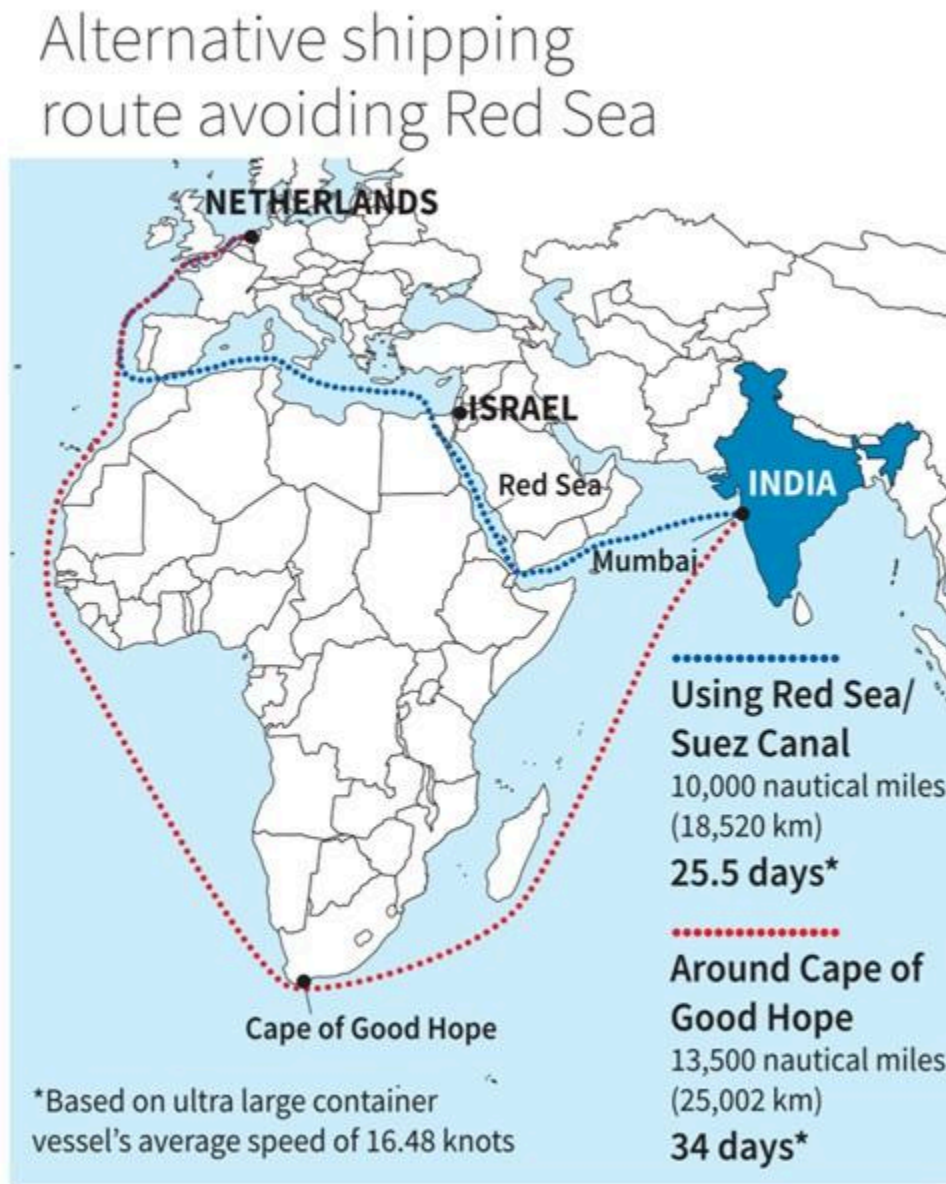 Alternative shipping
route avoiding Red Sea
NETHERLANDS
ISRAEL
Red Sea
INDIA
Mumbai
Using Red Sea/
Suez Canal
10,000 nautical miles
(18,520 km)
25.5 days*
Around Cape of
Good Hope
13,500 nautical miles
(25,002 km)
34 days*
Cape of Good Hope
*Based on ultra large container
vessel's average speed of 16.48 knots